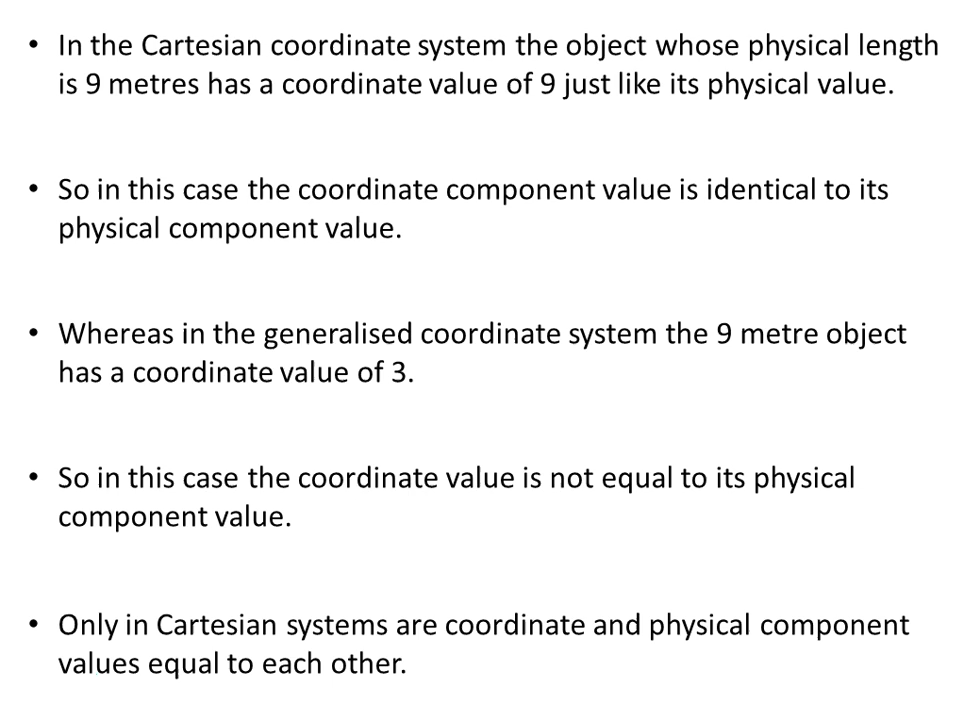 • In the Cartesian coordinate system the object whose physical length
is 9 metres has a coordinate value of 9 just like its physical value.
• So in this case the coordinate component value is identical to its
physical component value.
• Whereas in the generalised coordinate system the 9 metre object
has a coordinate value of 3.
• So in this case the coordinate value is not equal to its physical
component value.
• Only in Cartesian systems are coordinate and physical component
values equal to each other.